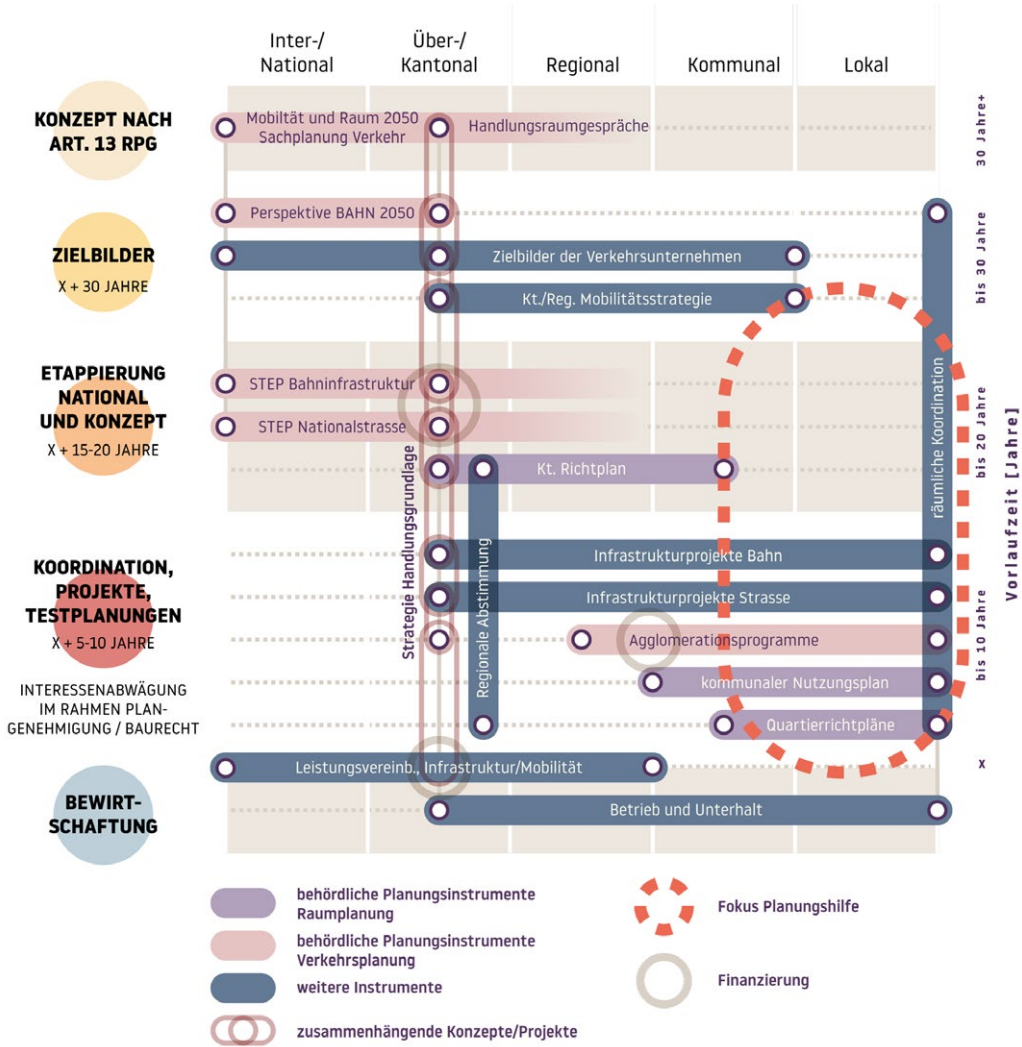 Inter-/
National
Über-/
Kantonal
Regional
Kommunal
Lokal
KONZEPT NACH
ART. 13 RPG
Mobiltät und Raum 2050
Sachplanung Verkehr
Handlungsraumgespräche
30 Jahre+
Perspektive BAHN 2050
ZIELBILDER
X + 30 JAHRE
Zielbilder der Verkehrsunternehmen
Kt./Reg. Mobilitätsstrategie
bis 30 Jahre
ETAPPIERUNG
NATIONAL
UND KONZEPT
X + 15-20 JAHRE
STEP Bahninfrastruktur
STEP Nationalstrasse
Kt. Richtplan
räumliche Koordination
bis 20 Jahre
Vorlaufzeit [Jahre]
Strategie Handlungsgrundlage
Regionale Abstimmung
KOORDINATION,
PROJEKTE,
TESTPLANUNGEN
X + 5-10 JAHRE
INTERESSENABWÄGUNG
IM RAHMEN PLAN-
GENEHMIGUNG / BAURECHT
Infrastrukturprojekte Bahn
Infrastrukturprojekte Strasse
Agglomerationsprogramme
kommunaler Nutzungsplan
Quartierrichtpläne
bis 10 Jahre
Leistungsvereinb., Infrastruktur/Mobilität
X
BEWIRT-
SCHAFTUNG
Betrieb und Unterhalt
behördliche Planungsinstrumente
Raumplanung
behördliche Planungsinstrumente
Verkehrsplanung
weitere Instrumente
zusammenhängende Konzepte/Projekte
Fokus Planungshilfe
Finanzierung